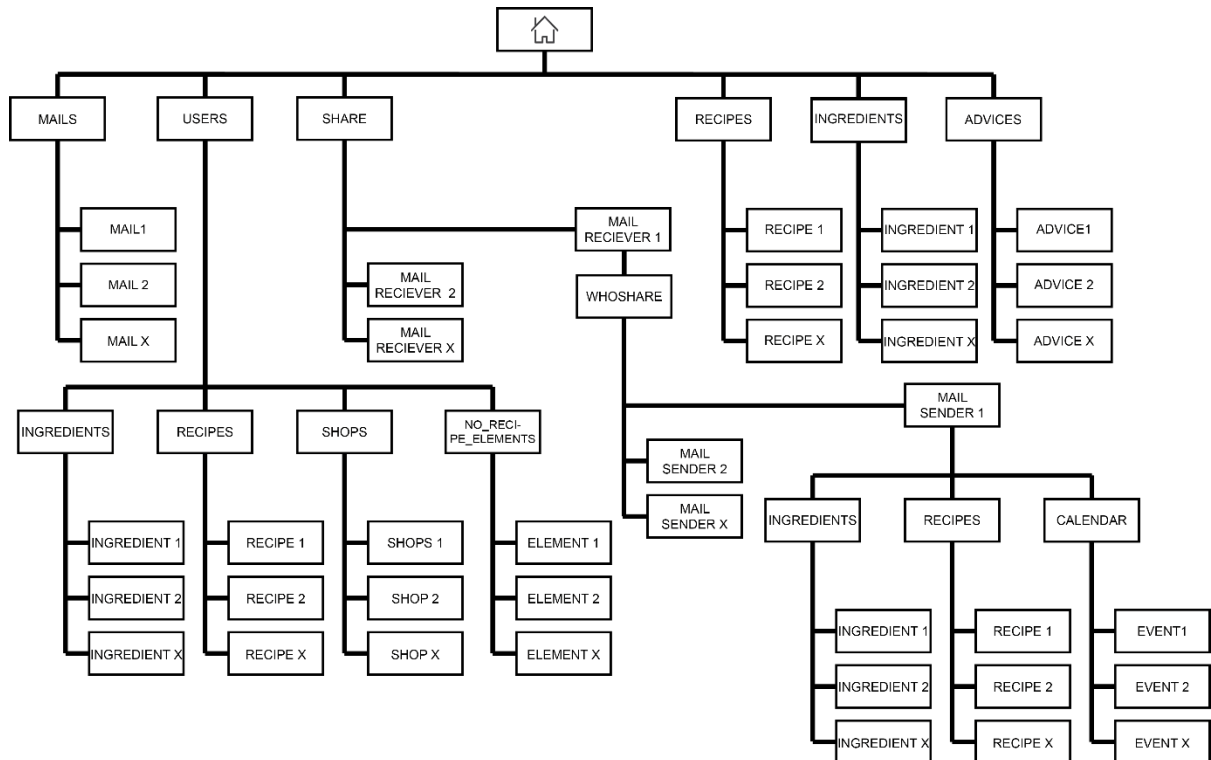 MAILS
USERS
SHARE
RECIPES
INGREDIENTS
ADVICES
MAIL1
MAIL 2
MAIL X
MAIL
RECIEVER 1
MAIL
RECIEVER 2
MAIL
RECIEVER X
WHOSHARE
RECIPE 1
RECIPE 2
RECIPE X
INGREDIENT 1
INGREDIENT 2
INGREDIENT X
ADVICE1
ADVICE 2
ADVICE X
INGREDIENTS
RECIPES
SHOPS
NO_RECI-
PE_ELEMENTS
INGREDIENT 1
INGREDIENT 2
INGREDIENT X
RECIPE 1
RECIPE 2
RECIPE X
SHOPS 1
SHOP 2
SHOP X
ELEMENT 1
ELEMENT 2
ELEMENT X
MAIL
SENDER 1
MAIL
SENDER 2
MAIL
SENDER X
INGREDIENTS
RECIPES
CALENDAR
INGREDIENT 1
INGREDIENT 2
INGREDIENT X
RECIPE 1
RECIPE 2
RECIPE X
EVENT1
EVENT 2
EVENT X